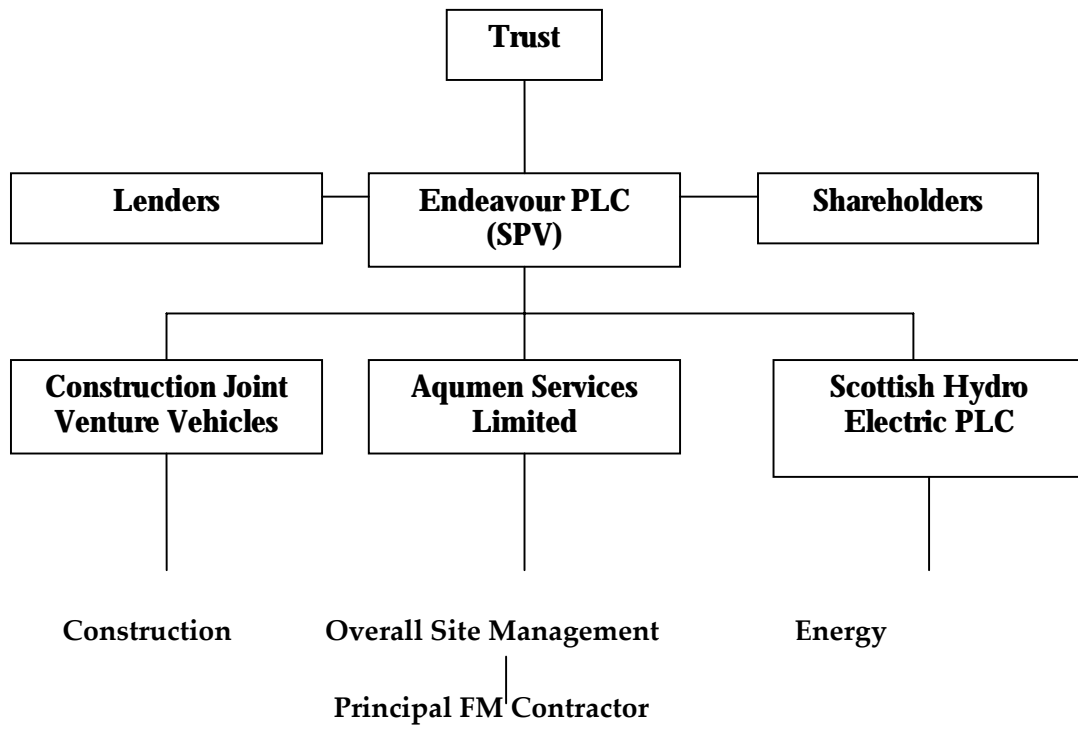 Trust
Lenders
Endeavour PLC
(SPV)
Shareholders
Construction Joint
Venture Vehicles
Aqumen Services
Limited
Scottish Hydro
Electric PLC
Construction
Overall Site Management
Energy
Principal FM Contractor